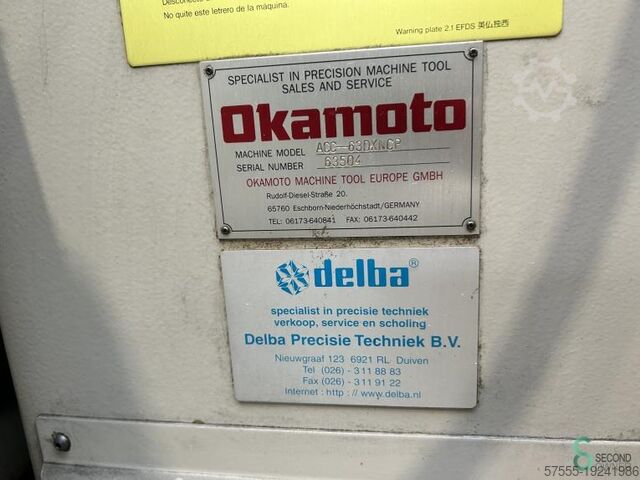 No quite este letrero de la máquina.
Warning plate 2.1 EFDS 英仏独西
SPECIALIST IN PRECISION MACHINE TOOL
SALES AND SERVICE
Okamoto
MACHINE MODEL ACC-63DXNCP
SERIAL NUMBER 63504
OKAMOTO MACHINE TOOL EUROPE GMBH
Rudolf-Diesel-Straße 20.
65760 Eschborn-Niederhöchstadt/GERMANY
TEL: 06173-640841 FAX: 06173-640442
delba®
specialist in precisie techniek
verkoop, service en scholing
Delba Precisie Techniek B.V.
Nieuwgraaf 123 6921 RL Duiven
Tel (026) - 311 88 83
Fax (026) - 311 91 22
Internet : http : // www.delba.nl
SECOND
57555-19241986